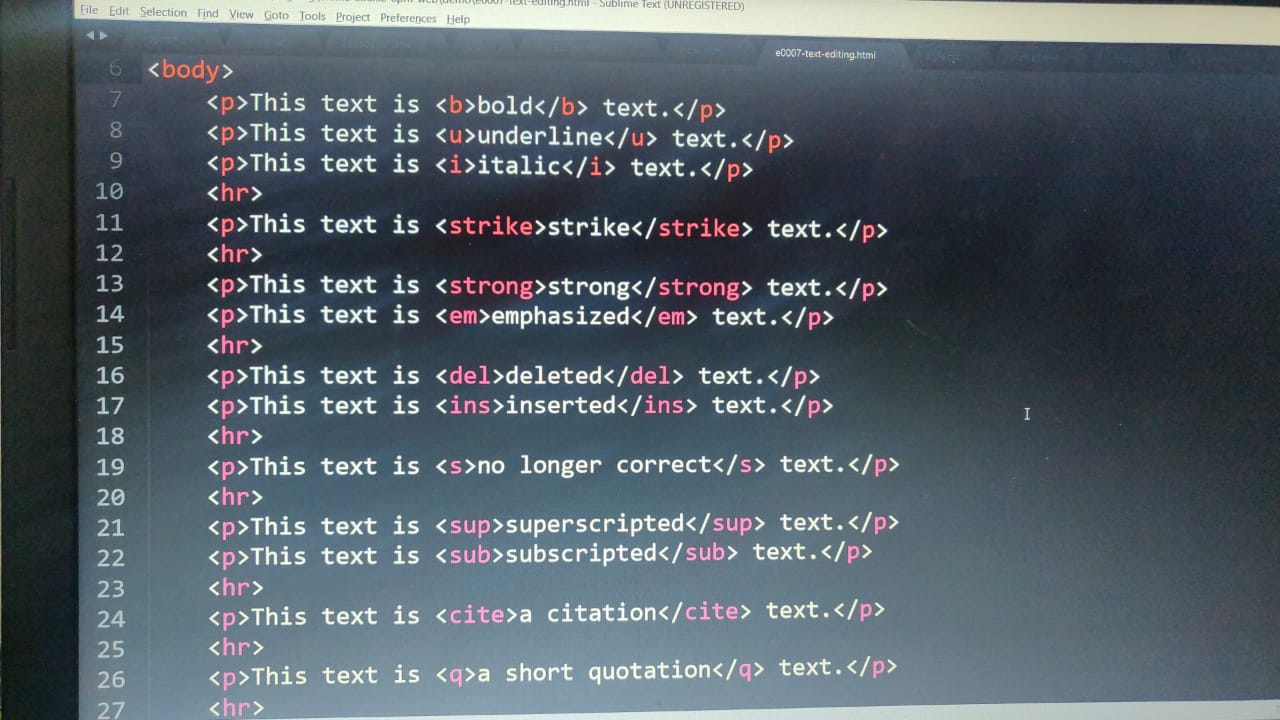 text-editing.html - Sublime Text (UNREGISTERED)
File Edit Selection Find View Goto Tools Project Preferences Help
e0007-text-editing.html
6 <body>
7 <p>This text is <b>bold</b> text.</p>
8 <p>This text is <u>underline</u> text.</p>
9 <p>This text is <i>italic</i> text.</p>
10 <hr>
11 <p>This text is <strike>strike</strike> text.</p>
12 <hr>
13 <p>This text is <strong>strong</strong> text.</p>
14 <p>This text is <em>emphasized</em> text.</p>
15 <hr>
16 <p>This text is <del>deleted</del> text.</p>
17 <p>This text is <ins>inserted</ins> text.</p>
18 <hr>
19 <p>This text is <s>no longer correct</s> text.</p>
20 <hr>
21 <p>This text is <sup>superscripted</sup> text.</p>
22 <p>This text is <sub>subscripted</sub> text.</p>
23 <hr>
24 <p>This text is <cite>a citation</cite> text.</p>
25 <hr>
26 <p>This text is <q>a short quotation</q> text.</p>
27 <hr>